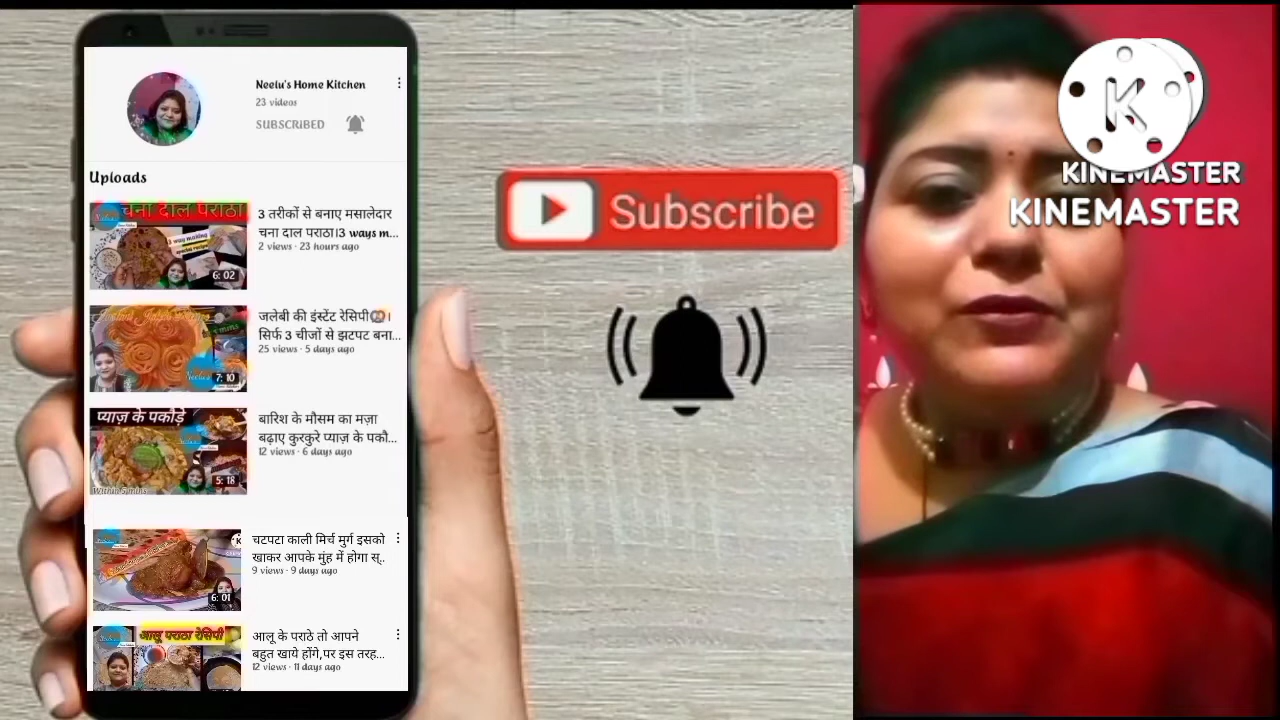 Neelu's Home Kitchen
23 videos
SUBSCRIBED
Uploads
चना दाल पराठा
3 way making
6:02
3 तरीकों से बनाए मसालेदार
चना दाल पराठा।3 ways m...
2 views · 23 hours ago
7:10
जलेबी की इंस्टेंट रेसिपी
सिर्फ 3 चीजों से झटपट बना...
25 views · 5 days ago
प्याज़ के पकौड़े
5:18
बारिश के मौसम का मज़ा
बढ़ाए कुरकुरे प्याज़ के पकौ...
12 views · 6 days ago
6:01
चटपटा काली मिर्च मुर्ग इसको
खाकर आपके मुंह में होगा स्..
9 views · 9 days ago
आलू पराठा रेसिपी
आलू के पराठे तो आपने
बहुत खाये होंगे,पर इस तरह...
12 views · 11 days ago
Subscribe
K
KINEMASTER
KINEMASTER